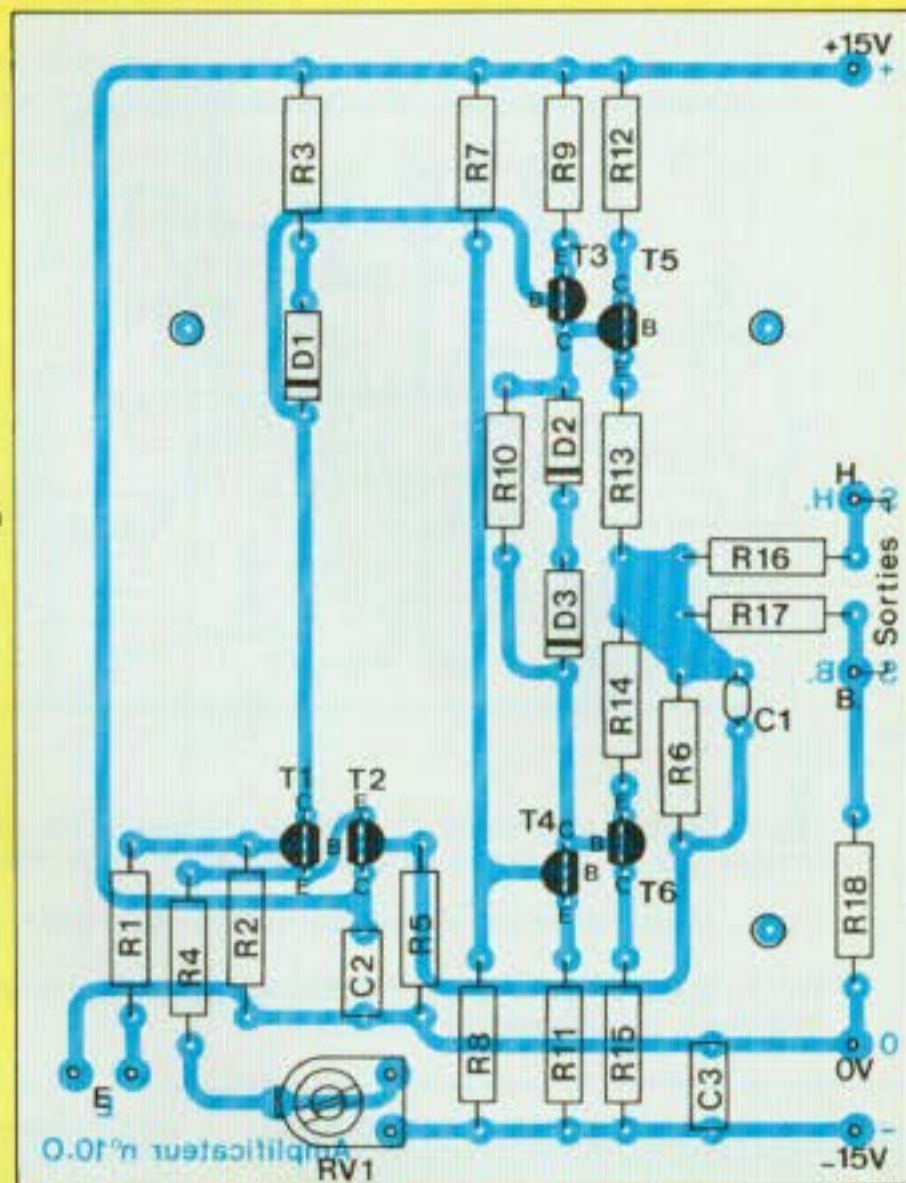 +15V
+
R3
R7
R9
R12
E
T3
T5
C
B
B
C
E
D1
D2
R10
R13
H
S
H.
R16
D3
R17
Sorties
R14
B.
S
B
C1
R6
T1
T2
C
E
T4
C
E
B
B
B
E
C
E
C
T6
R1
R4
R2
C2
R5
R18
R8
R11
R15
C3
0
0V
E
E
-
Amplificateur n°10.0
RV1
-15V